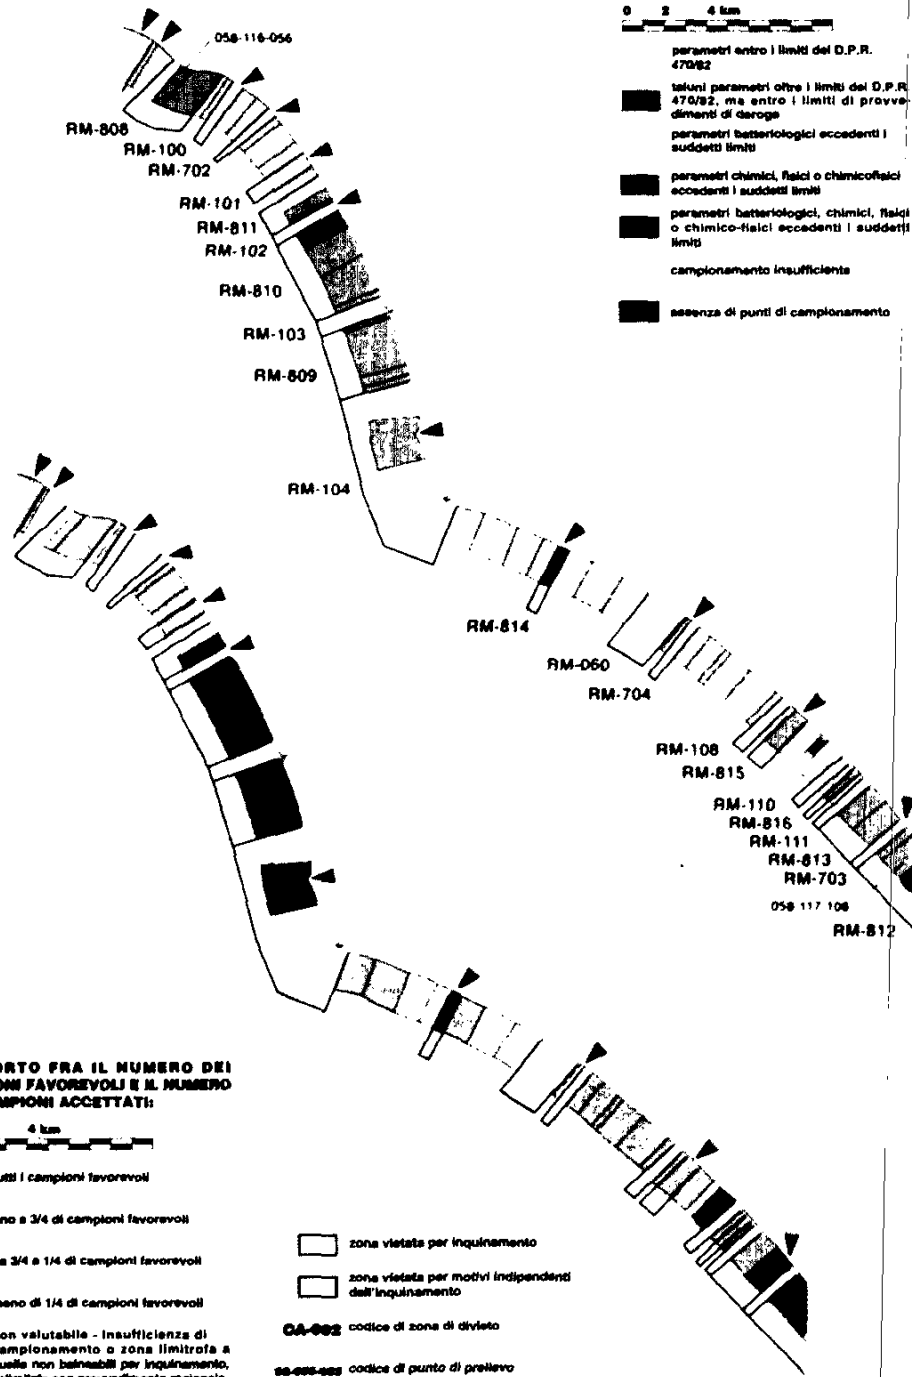 0 2 4 km
parametri entro i limiti del D.P.R.
470/82
taluni parametri oltre i limiti del D.P.R
470/82, ma entro i limiti di provve-
dimenti di deroga
parametri batteriologici eccedenti i
suddetti limiti
parametri chimici, fisici o chimicofisici
eccedenti i suddetti limiti
parametri batteriologici, chimici, fisici
o chimico-fisici eccedenti i suddetti
limiti
campionamento insufficiente
assenza di punti di campionamento
058-116-056
RM-808
RM-100
RM-702
RM-101
RM-811
RM-102
RM-810
RM-103
RM-809
RM-104
RM-814
RM-060
RM-704
RM-108
RM-815
RM-110
RM-816
RM-111
RM-813
RM-703
058 117 108
RM-812
ORTO FRA IL NUMERO DEI
ONI FAVOREVOLI E IL NUMERO
MPIONI ACCETTATI:
4 km
utti i campioni favorevoli
no a 3/4 di campioni favorevoli
a 3/4 a 1/4 di campioni favorevoli
neno di 1/4 di campioni favorevoli
on valutabile - insufficienza di
ampionamento o zona limitrofa a
uelle non balneabili per inquinamento,
zona vietata per inquinamento
zona vietata per motivi indipendenti
dall'inquinamento
CA-002 codice di zona di divieto
codice di punto di prelievo